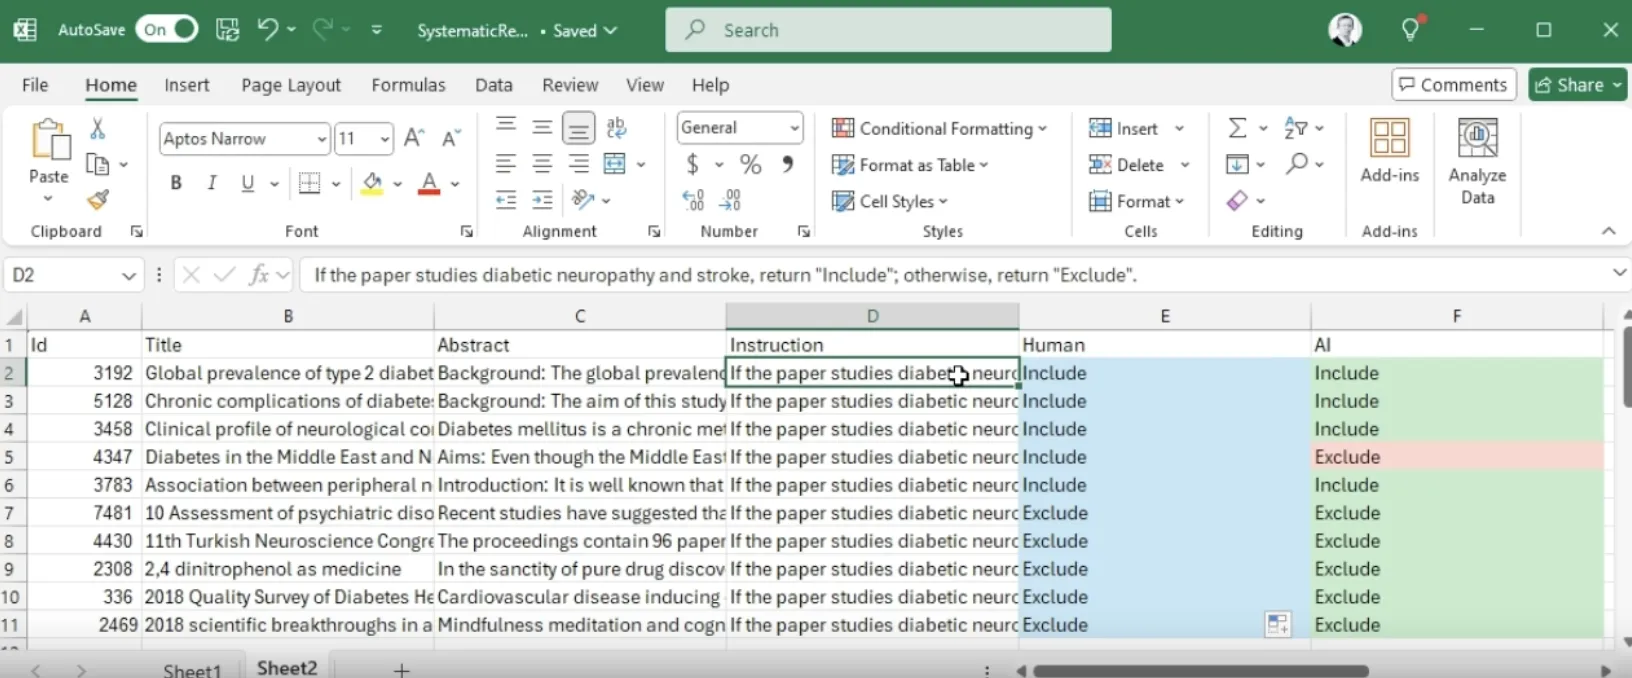 AutoSave On SystematicRe... • Saved Search
File Home Insert Page Layout Formulas Data Review View Help Comments Share
Aptos Narrow 11 General Conditional Formatting Insert
Paste $ % Format as Table Delete Add-ins Analyze Data
B I U A Cell Styles Format
Clipboard Font Alignment Number Styles Cells Editing Add-ins
D2 fx If the paper studies diabetic neuropathy and stroke, return "Include"; otherwise, return "Exclude".
A B C D E F
1 Id Title Abstract Instruction Human AI
2 3192 Global prevalence of type 2 diabet Background: The global prevalenc If the paper studies diabetic neuro Include Include
3 5128 Chronic complications of diabete Background: The aim of this study If the paper studies diabetic neuro Include Include
4 3458 Clinical profile of neurological co Diabetes mellitus is a chronic me If the paper studies diabetic neuro Include Include
5 4347 Diabetes in the Middle East and N Aims: Even though the Middle East If the paper studies diabetic neuro Include Exclude
6 3783 Association between peripheral n Introduction: It is well known that If the paper studies diabetic neuro Include Include
7 7481 10 Assessment of psychiatric diso Recent studies have suggested tha If the paper studies diabetic neuro Exclude Exclude
8 4430 11th Turkish Neuroscience Congre The proceedings contain 96 paper If the paper studies diabetic neuro Exclude Exclude
9 2308 2,4 dinitrophenol as medicine In the sanctity of pure drug discov If the paper studies diabetic neuro Exclude Exclude
10 336 2018 Quality Survey of Diabetes He Cardiovascular disease inducing If the paper studies diabetic neuro Exclude Exclude
11 2469 2018 scientific breakthroughs in a Mindfulness meditation and cogn If the paper studies diabetic neuro Exclude Exclude
Sheet1 Sheet2